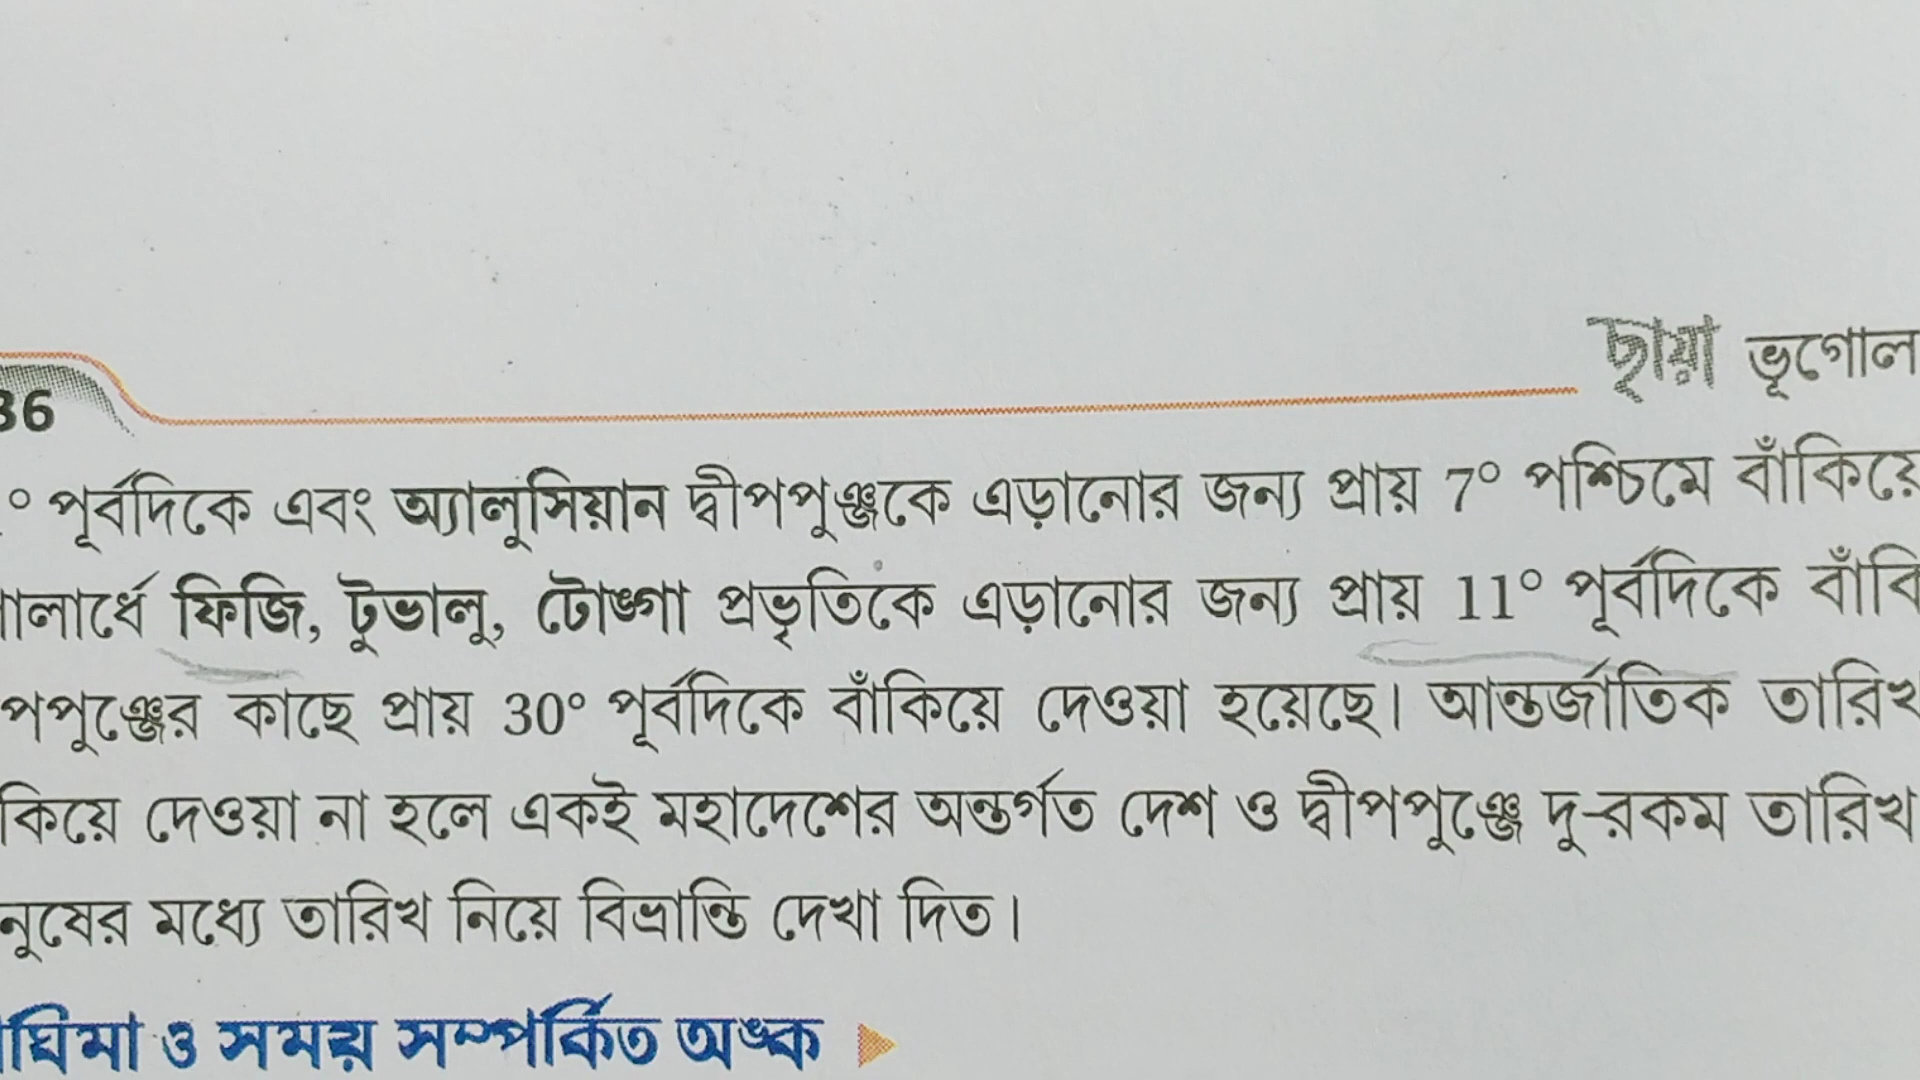 ছায়া ভূগোল
36
° পূর্বদিকে এবং অ্যালুসিয়ান দ্বীপপুঞ্জকে এড়ানোর জন্য প্রায় 7° পশ্চিমে বাঁকিয়ে
ালার্ধে ফিজি, টুভালু, টোঙ্গা প্রভৃতিকে এড়ানোর জন্য প্রায় 11° পূর্বদিকে বাঁকি
পপুঞ্জের কাছে প্রায় 30° পূর্বদিকে বাঁকিয়ে দেওয়া হয়েছে। আন্তর্জাতিক তারিখ
কিয়ে দেওয়া না হলে একই মহাদেশের অন্তর্গত দেশ ও দ্বীপপুঞ্জে দু-রকম তারিখ
নুষের মধ্যে তারিখ নিয়ে বিভ্রান্তি দেখা দিত।
ঘিমা ও সময় সম্পর্কিত অঙ্ক